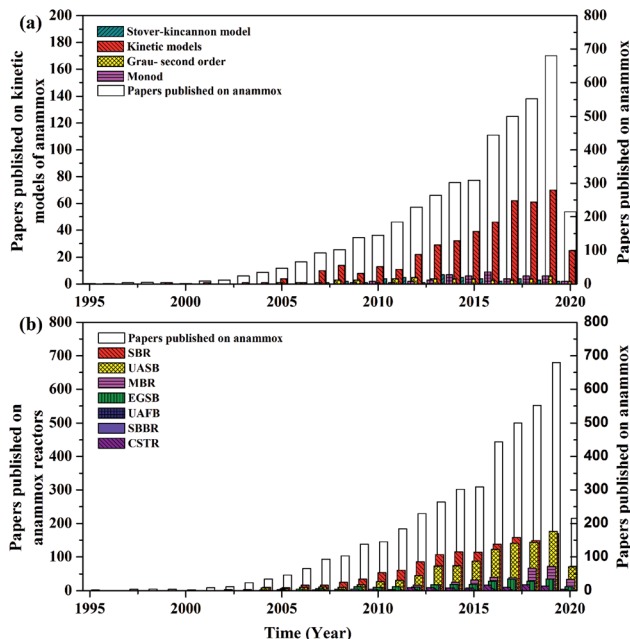 (a)
Stover-kincannon model
Kinetic models
Grau- second order
Monod
Papers published on anammox
Papers published on kinetic
models of anammox
200
180
160
140
120
100
80
60
40
20
0
800
700
600
500
400
300
200
100
0
Papers published on anammox
1995
2000
2005
2010
2015
2020
(b)
Papers published on anammox
SBR
UASB
MBR
EGSB
UAFB
SBBR
CSTR
Papers published on
anammox reactors
800
700
600
500
400
300
200
100
0
800
700
600
500
400
300
200
100
0
Papers published on anammox
1995
2000
2005
2010
2015
2020
Time (Year)